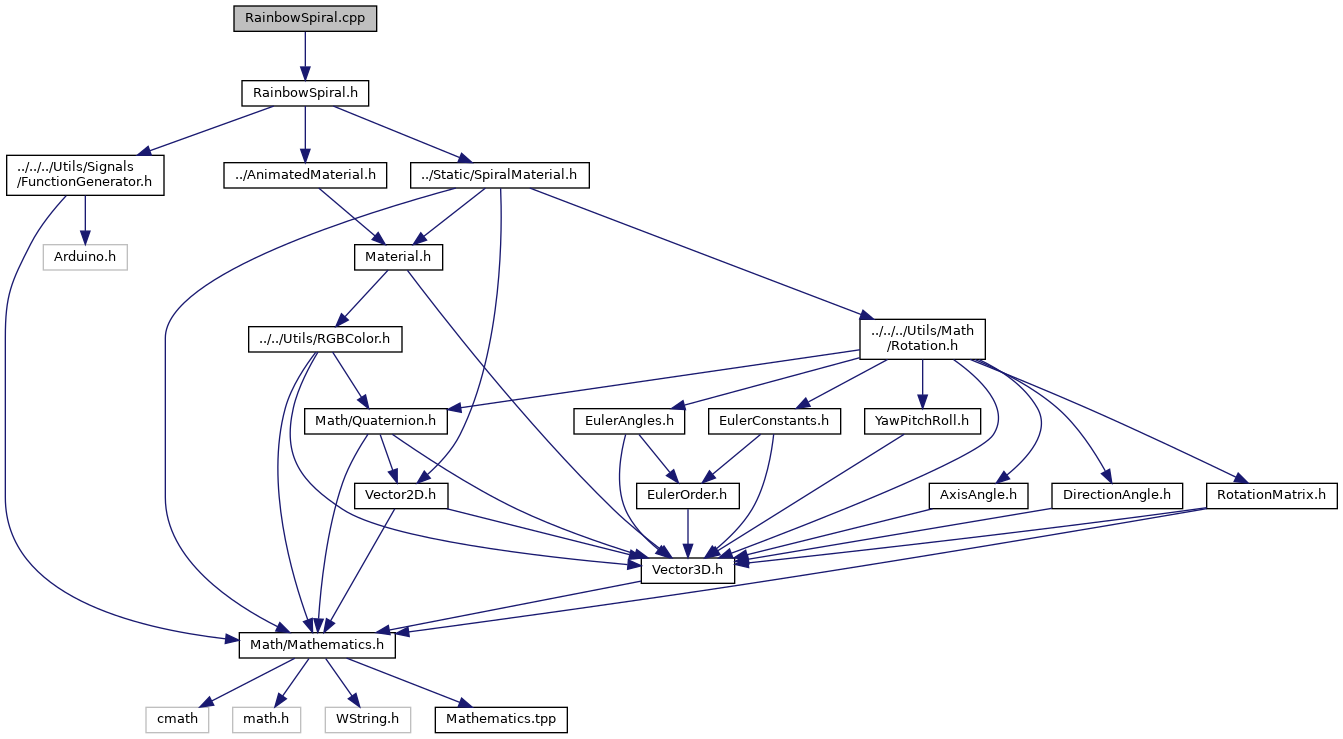 RainbowSpiral.cpp
RainbowSpiral.h
../../../Utils/Signals
/FunctionGenerator.h
../AnimatedMaterial.h
../Static/SpiralMaterial.h
Arduino.h
Material.h
../../Utils/RGBColor.h
../../../Utils/Math
/Rotation.h
Math/Quaternion.h
EulerAngles.h
EulerConstants.h
YawPitchRoll.h
Vector2D.h
EulerOrder.h
AxisAngle.h
DirectionAngle.h
RotationMatrix.h
Vector3D.h
Math/Mathematics.h
cmath
math.h
WString.h
Mathematics.tpp